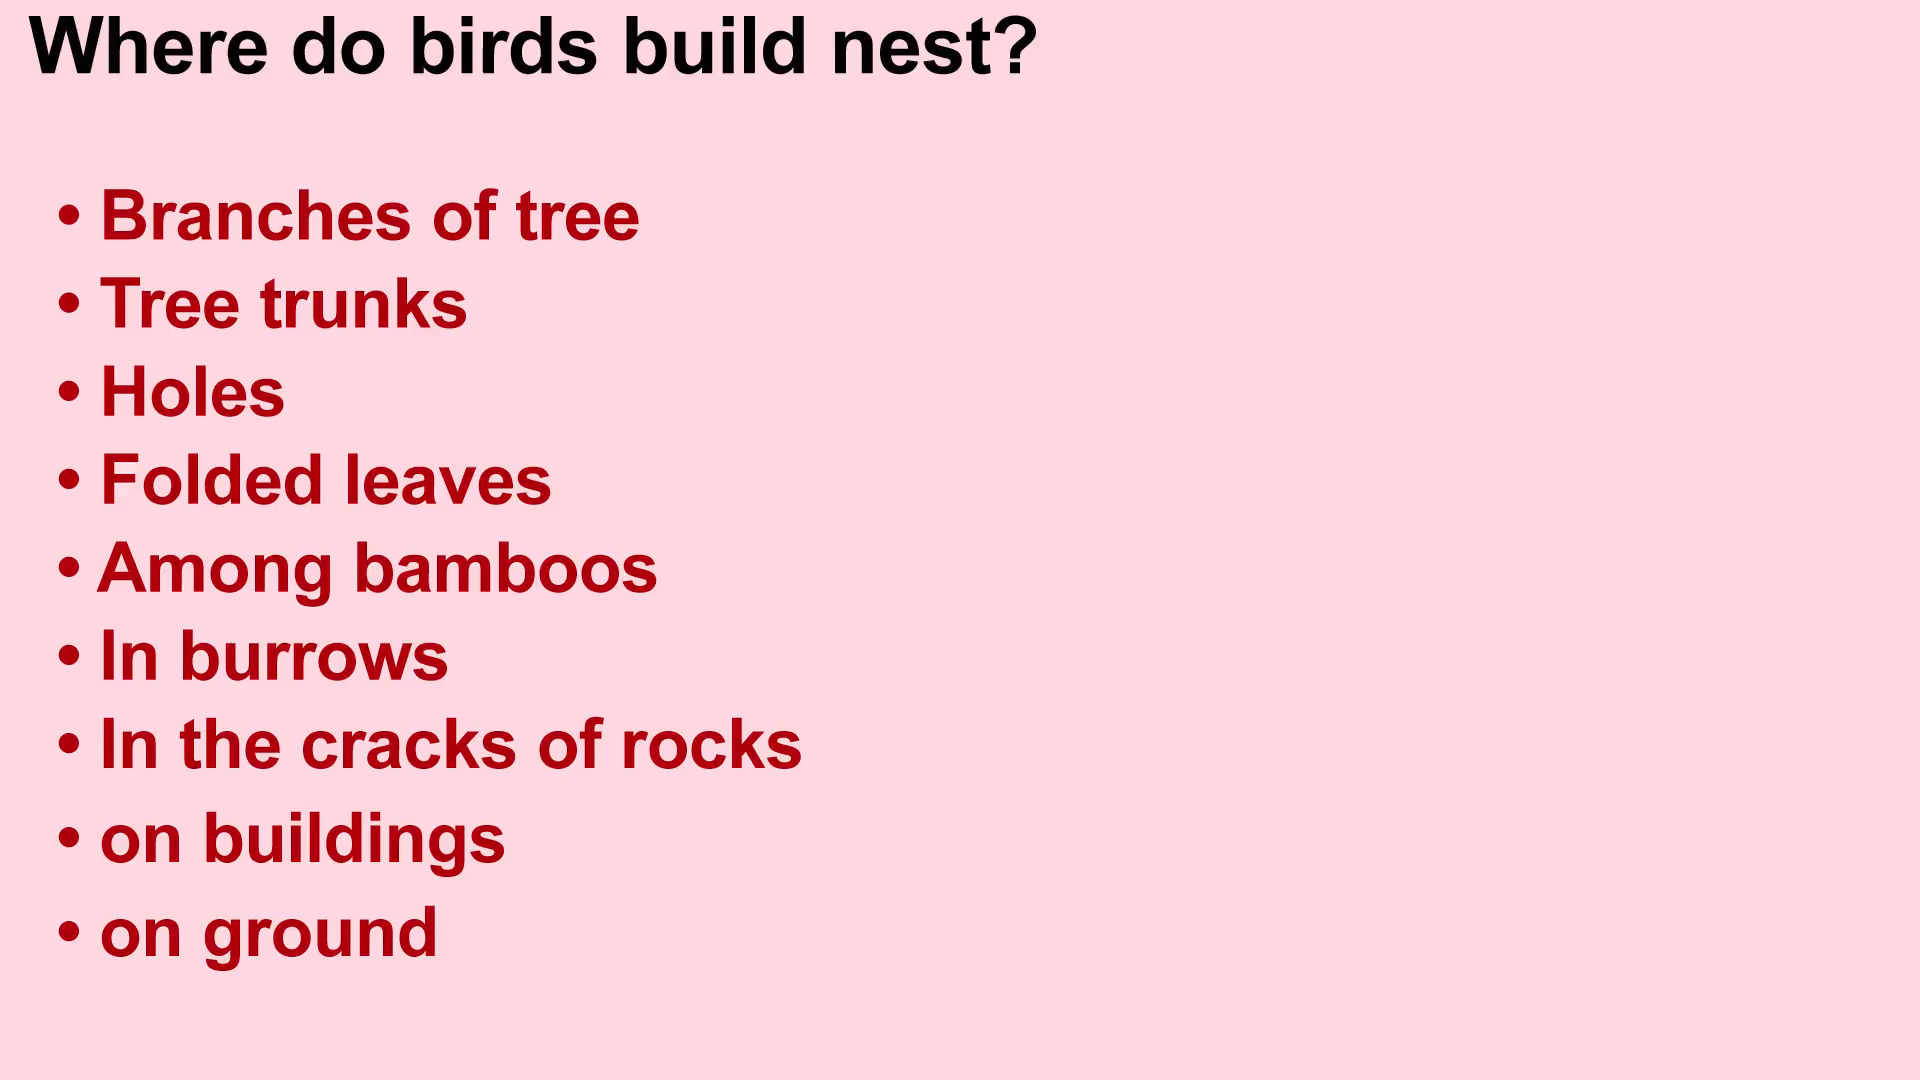 Where do birds build nest?
• Branches of tree
• Tree trunks
• Holes
• Folded leaves
• Among bamboos
• In burrows
• In the cracks of rocks
• on buildings
• on ground